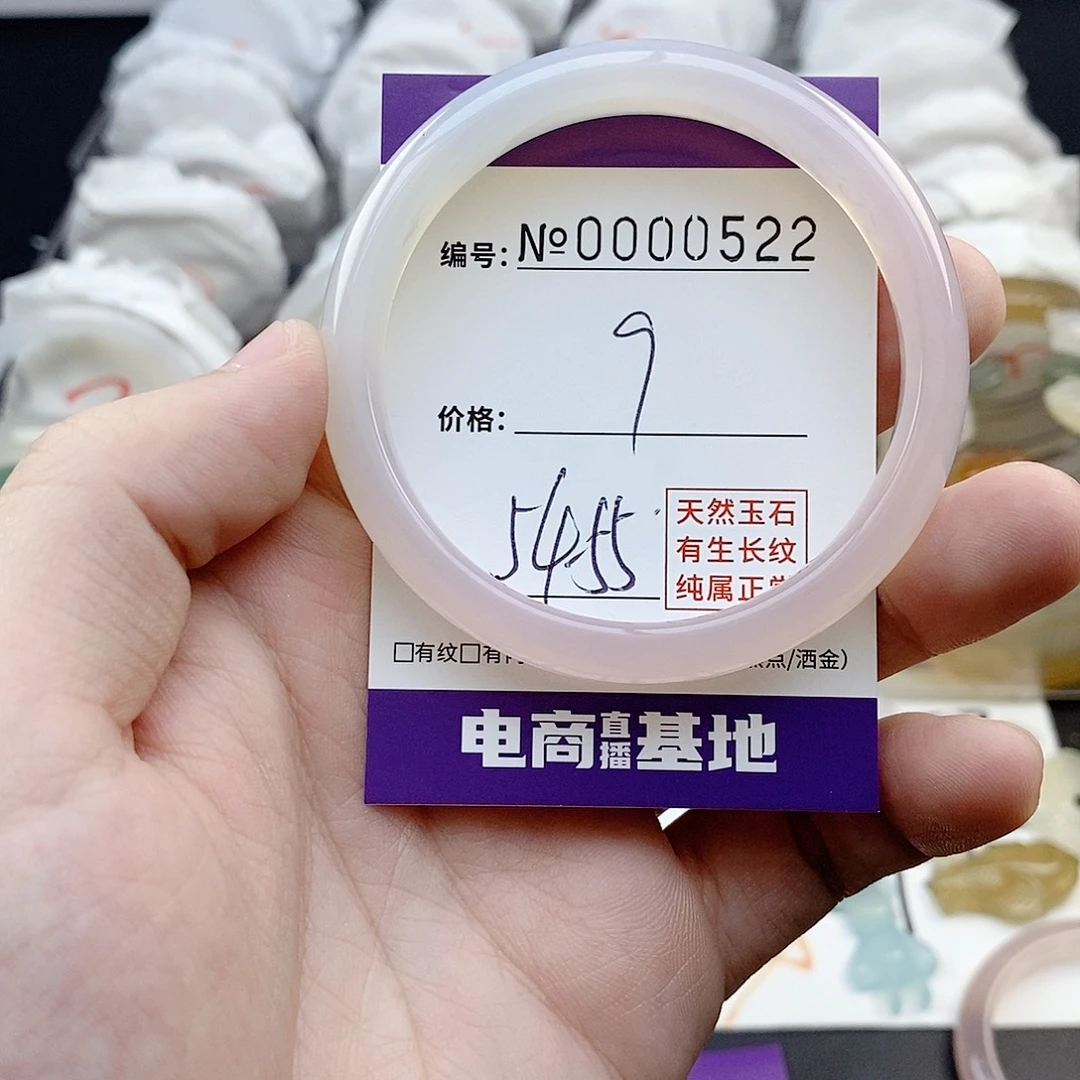 编号: №0000522
价格: 9
5455
天然玉石
有生长纹
纯属正常
□有纹□有 点/洒金)
电商直播基地